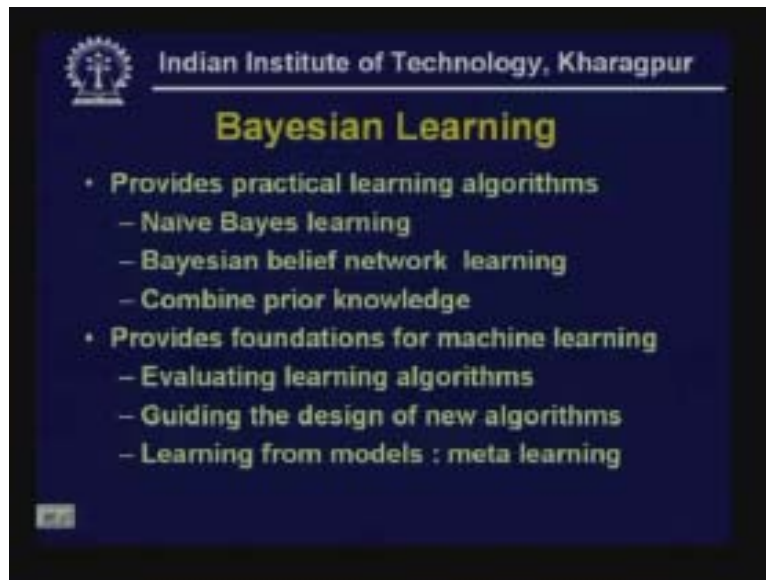 Indian Institute of Technology, Kharagpur
Bayesian Learning
• Provides practical learning algorithms
– Naïve Bayes learning
– Bayesian belief network learning
– Combine prior knowledge
• Provides foundations for machine learning
– Evaluating learning algorithms
– Guiding the design of new algorithms
– Learning from models : meta learning